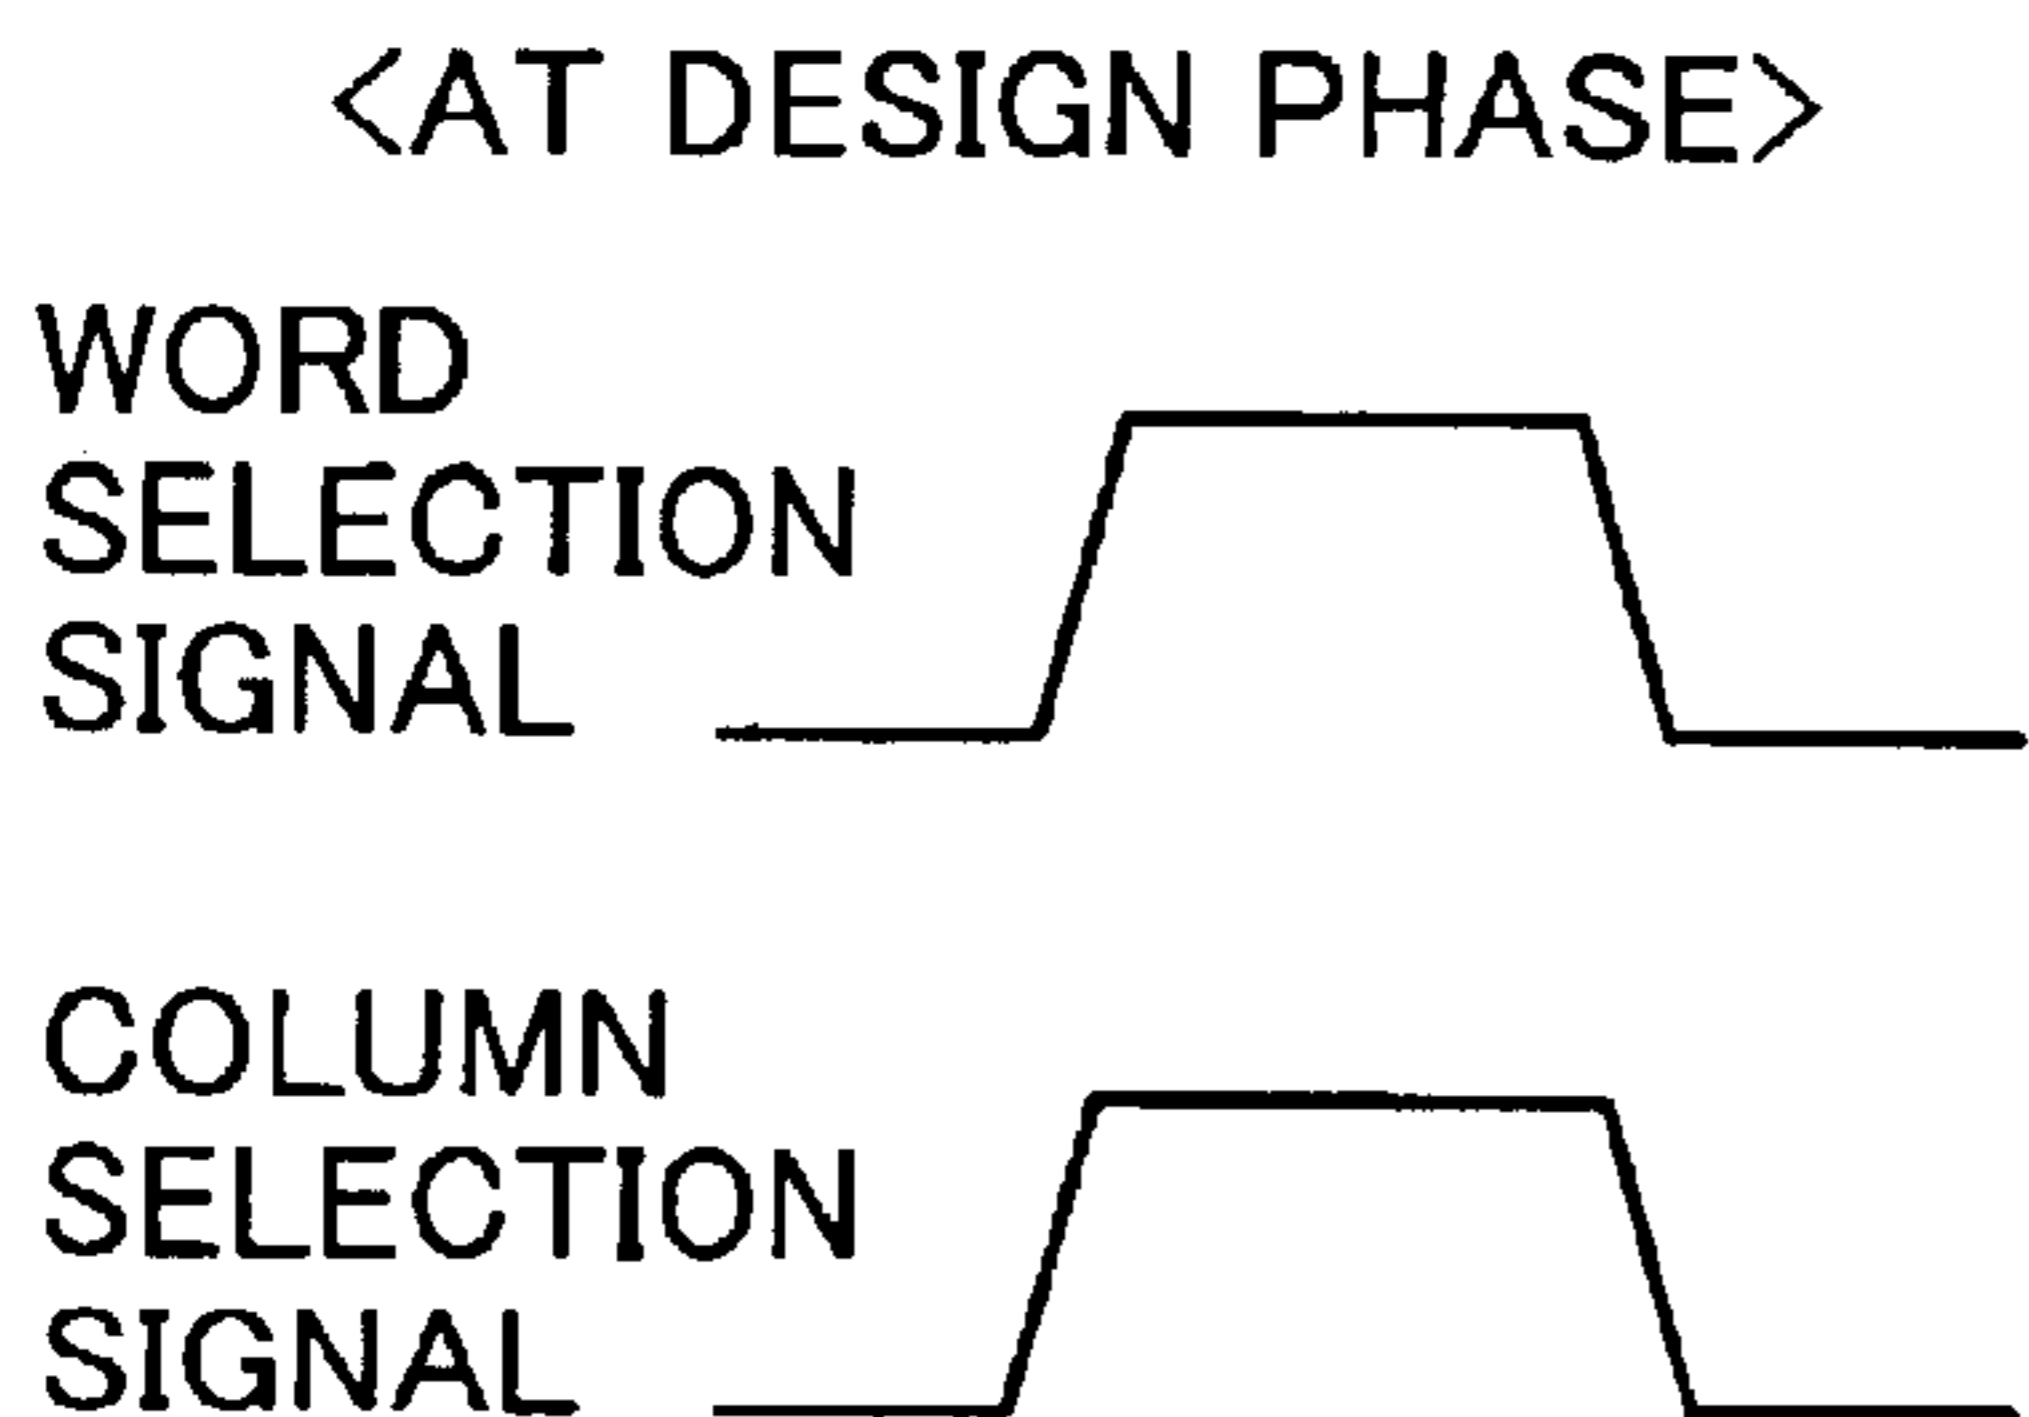 <AT DESIGN PHASE>
WORD
SELECTION
SIGNAL
COLUMN
SELECTION
SIGNAL